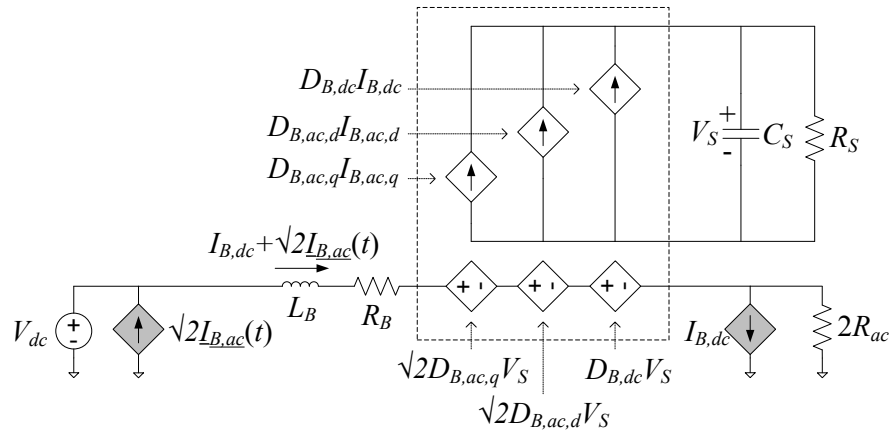 D_{B,dc}I_{B,dc}
D_{B,ac,d}I_{B,ac,d}
D_{B,ac,q}I_{B,ac,q}
+
V_S
-
C_S
R_S
I_{B,dc}+√2I_{B,ac}(t)
L_B
R_B
+ -
+ -
+ -
V_{dc}
+
-
√2I_{B,ac}(t)
I_{B,dc}
2R_{ac}
√2D_{B,ac,q}V_S
D_{B,dc}V_S
√2D_{B,ac,d}V_S